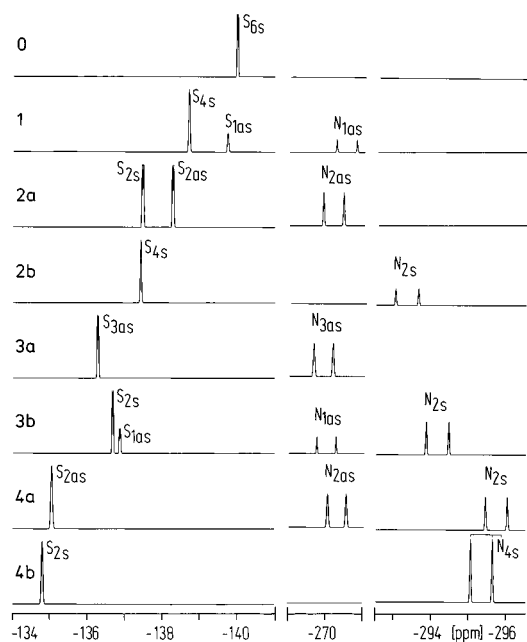 0 S6s
1 S4s S1as N1as
2a S2s S2as N2as
2b S4s N2s
3a S3as N3as
3b S2s S1as N1as N2s
4a S2as N2as N2s
4b S2s N4s
-134 -136 -138 -140 -270 -294 [ppm] -296